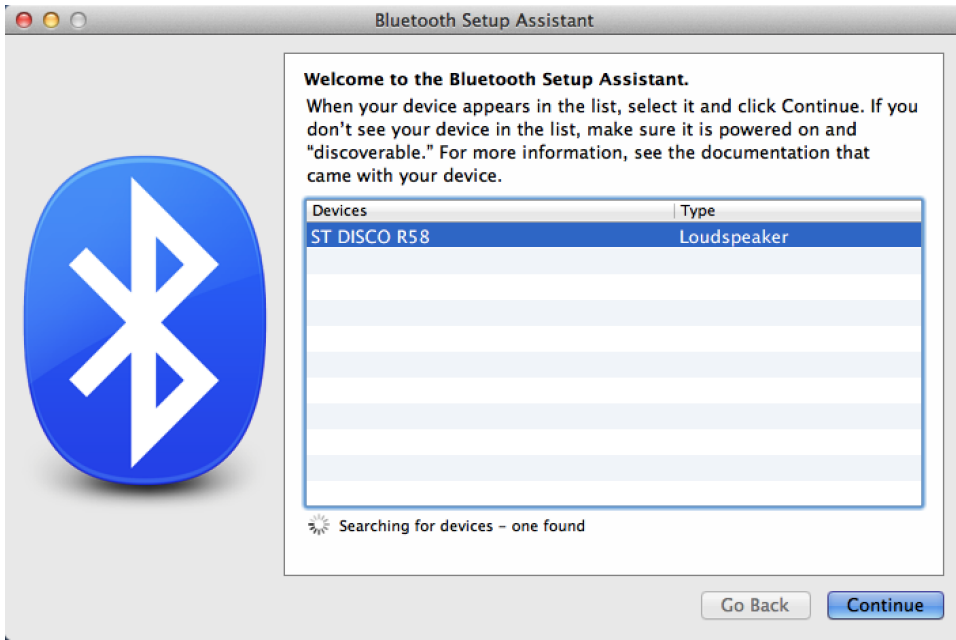 Bluetooth Setup Assistant
Welcome to the Bluetooth Setup Assistant.
When your device appears in the list, select it and click Continue. If you
don’t see your device in the list, make sure it is powered on and
“discoverable.” For more information, see the documentation that
came with your device.
Devices Type
ST DISCO R58 Loudspeaker
Searching for devices – one found
Go Back Continue